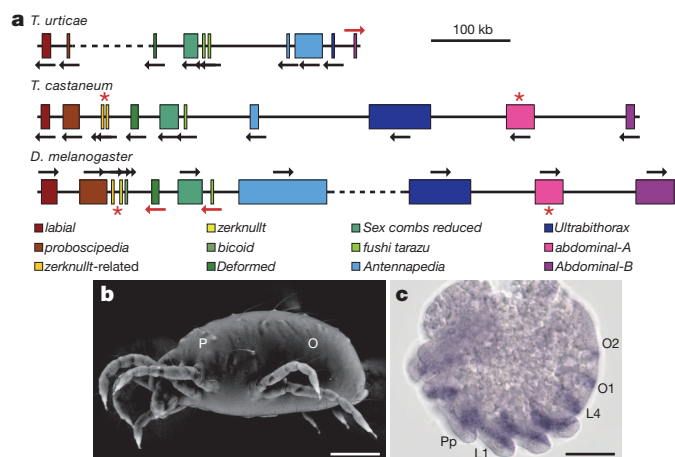 a
T. urticae
100 kb
T. castaneum
*
*
D. melanogaster
*
*
labial
zerknullt
Sex combs reduced
Ultrabithorax
proboscipedia
bicoid
fushi tarazu
abdominal-A
zerknullt-related
Deformed
Antennapedia
Abdominal-B
b
P
O
c
O2
O1
L4
L1
Pp